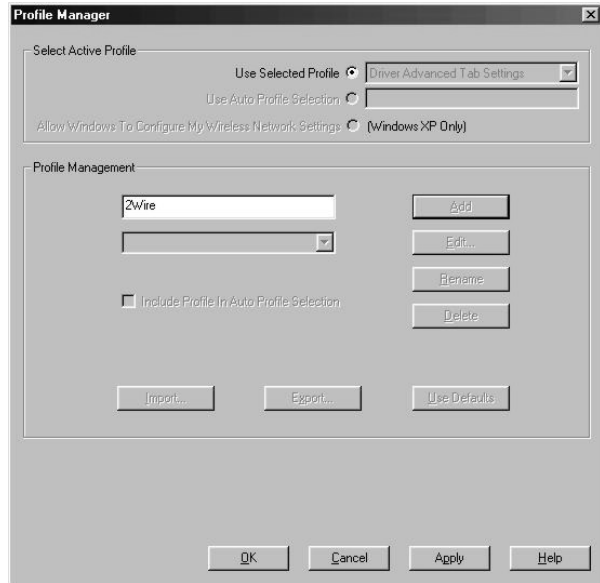 Profile Manager
Select Active Profile
Use Selected Profile
Driver Advanced Tab Settings
Use Auto Profile Selection
Allow Windows To Configure My Wireless Network Settings
(Windows XP Only)
Profile Management
2Wire
Add
Edit...
Rename
Include Profile In Auto Profile Selection
Delete
Import...
Export...
Use Defaults
OK
Cancel
Apply
Help